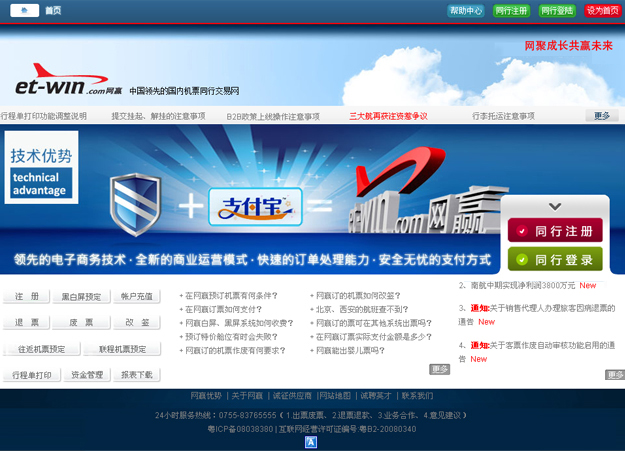 首页
帮助中心 同行注册 同行登陆 设为首页
网聚成长共赢未来
et-win.com网赢 中国领先的国内机票同行交易网
行程单打印功能调整说明 提交挂起、解挂的注意事项 B2B政策上线操作注意事项 三大航再获注资惹争议 行李托运注意事项 更多
技术优势
technical
advantage
+ 支付宝 = et-win.com网赢
同行注册
同行登录
领先的电子商务技术·全新的商业运营模式·快速的订单处理能力·安全无忧的支付方式
注 册 黑白屏预定 帐户充值
退 票 废 票 改 签
往返机票预定 联程机票预定
行程单打印 资金管理 报表下载
+ 在网赢预订机票有何条件?
+ 在网赢订票如何支付?
+ 网赢白屏、黑屏系统如何收费?
+ 预订特价舱位有时会失败?
+ 网赢订的机票作废有何要求?
+ 网赢订的机票如何改签?
+ 北京、西安的航班查不到?
+ 网赢订的票可在其他系统出票吗?
+ 在网赢订票实际支付金额是多少?
+ 网赢能出婴儿票吗?
更多
2、南航中期实现净利润3800万元 New
3、通知:关于销售代理人办理旅客因病退票的
通告 New
4、通知:关于客票作废自动审核功能启用的通
告 New
更多
网赢优势 | 关于网赢 | 诚征供应商 | 网站地图 | 诚聘英才 | 联系我们
24小时服务热线:0755-83765555( 1.出票废票、2.退票退款、3.业务合作、4.意见建议 )
粤ICP备08038380 | 互联网经营许可证编号:粤B2-20080340